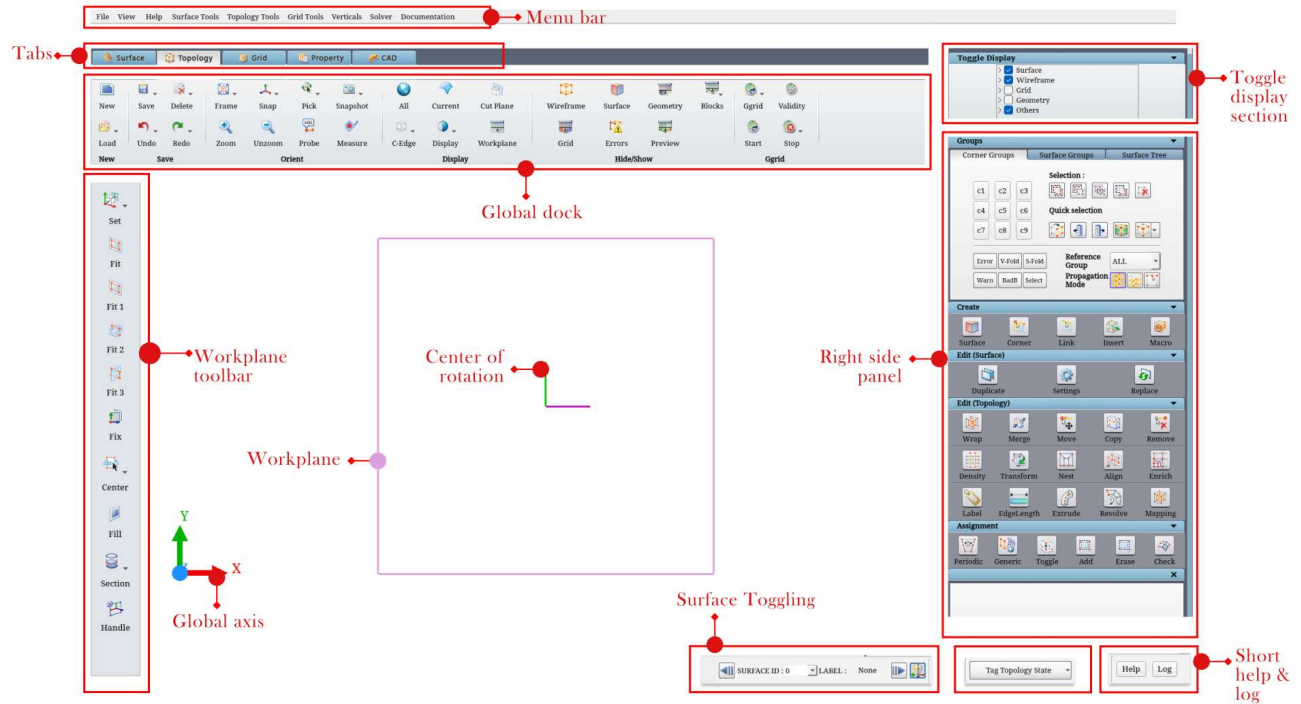 File View Help Surface Tools Topology Tools Grid Tools Verticals Solver Documentation
Menu bar
Tabs
Surface Topology Grid Property CAD
New Save Delete Frame Snap Pick Snapshot All Current Cut Plane Wireframe Surface Geometry Blocks Ggrid Validity
Load Undo Redo Zoom Unzoom Probe Measure C-Edge Display Workplane Grid Errors Preview Start Stop
New Save Orient Display Hide/Show Ggrid
Global dock
Toggle Display
Surface
Wireframe
Grid
Geometry
Others
Toggle
display
section
Set
Fit
Fit 1
Fit 2
Fit 3
Fix
Center
Fill
Section
Handle
Workplane
toolbar
Center of
rotation
Workplane
Y
X
Global axis
Right side
panel
Groups
Corner Groups Surface Groups Surface Tree
Selection :
c1 c2 c3
c4 c5 c6
Quick selection
c7 c8 c9
Error V-Fold S-Fold
Reference
Group
ALL
Warn BadB Select
Propagation
Mode
Create
Surface Corner Link Insert Macro
Edit (Surface)
Duplicate Settings Replace
Edit (Topology)
Wrap Merge Move Copy Remove
Density Transform Nest Align Enrich
Label EdgeLength Extrude Revolve Mapping
Assignment
Periodic Generic Toggle Add Erase Check
Surface Toggling
SURFACE ID : 0 LABEL : None
Tag Topology State
Help Log
Short
help &
log